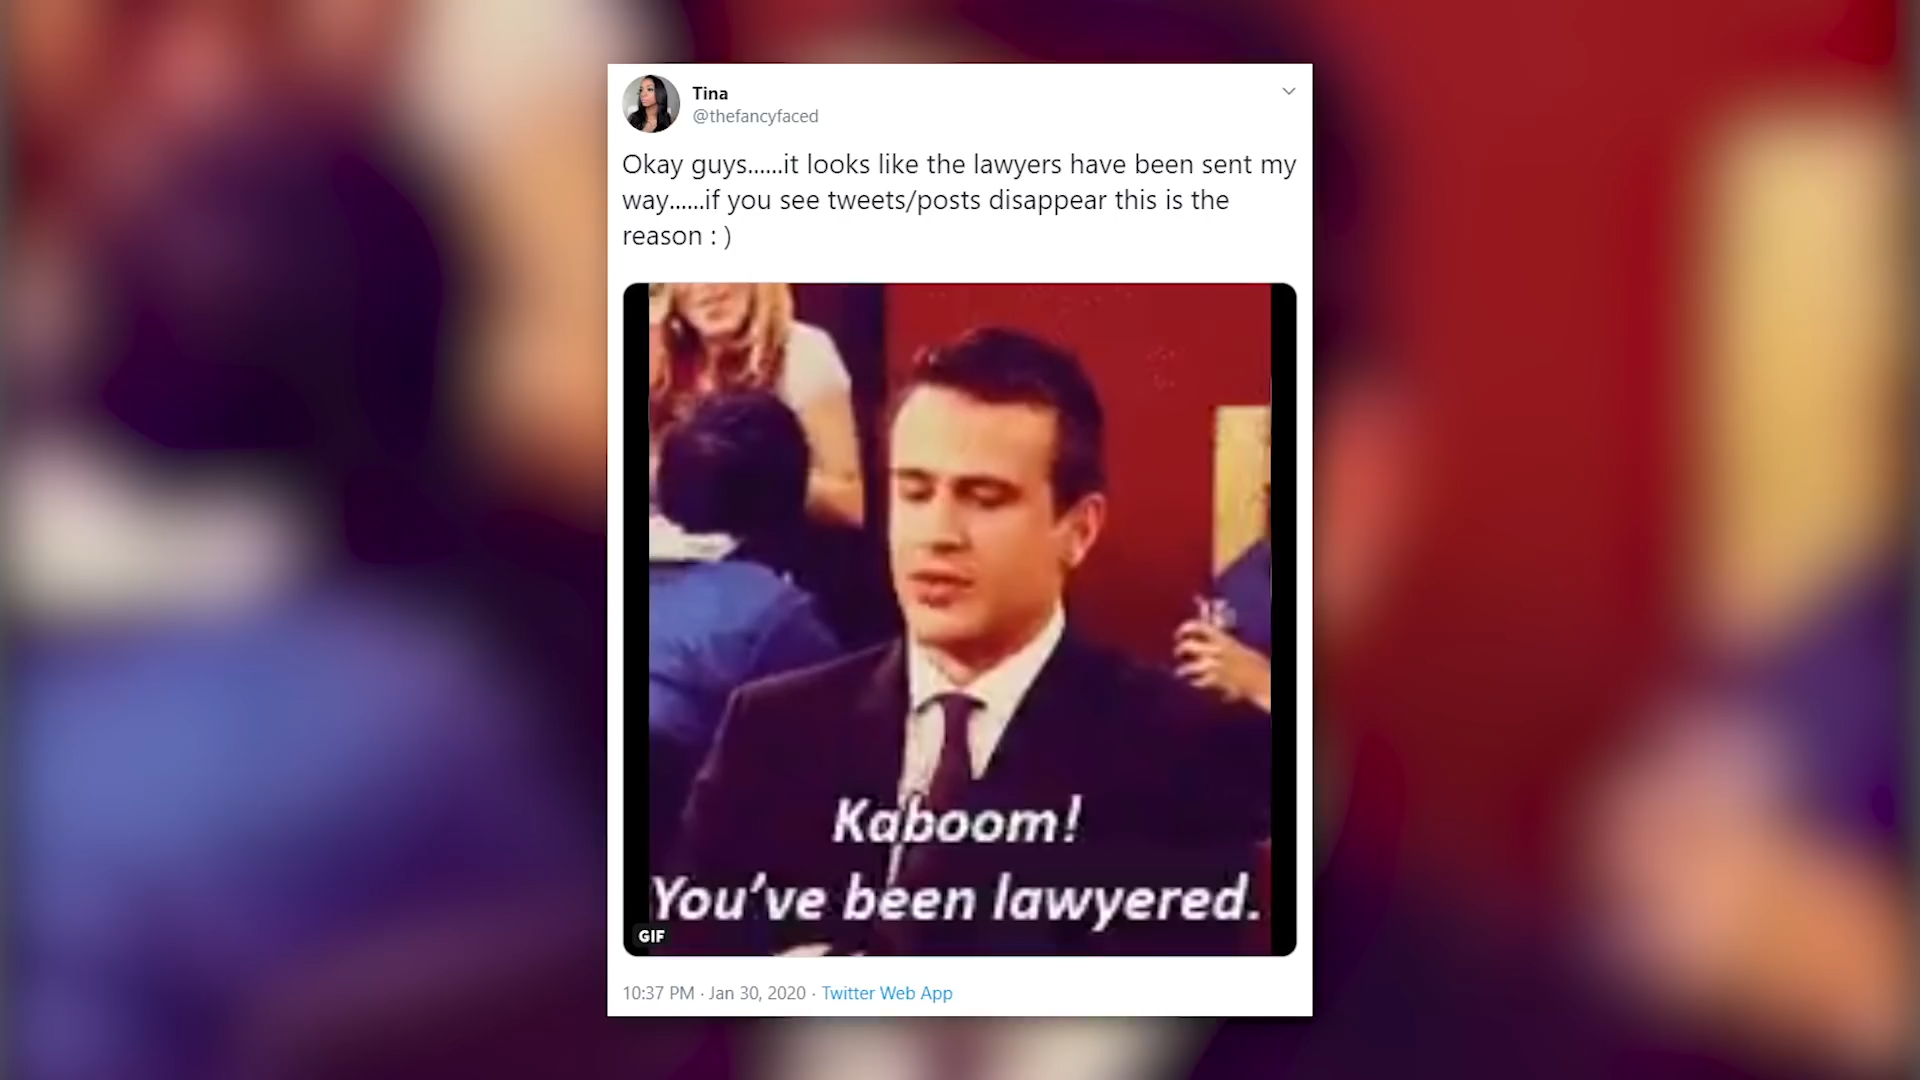 Tina
@thefancyfaced
Okay guys......it looks like the lawyers have been sent my
way......if you see tweets/posts disappear this is the
reason : )
Kaboom!
You've been lawyered.
GIF
10:37 PM · Jan 30, 2020 · Twitter Web App